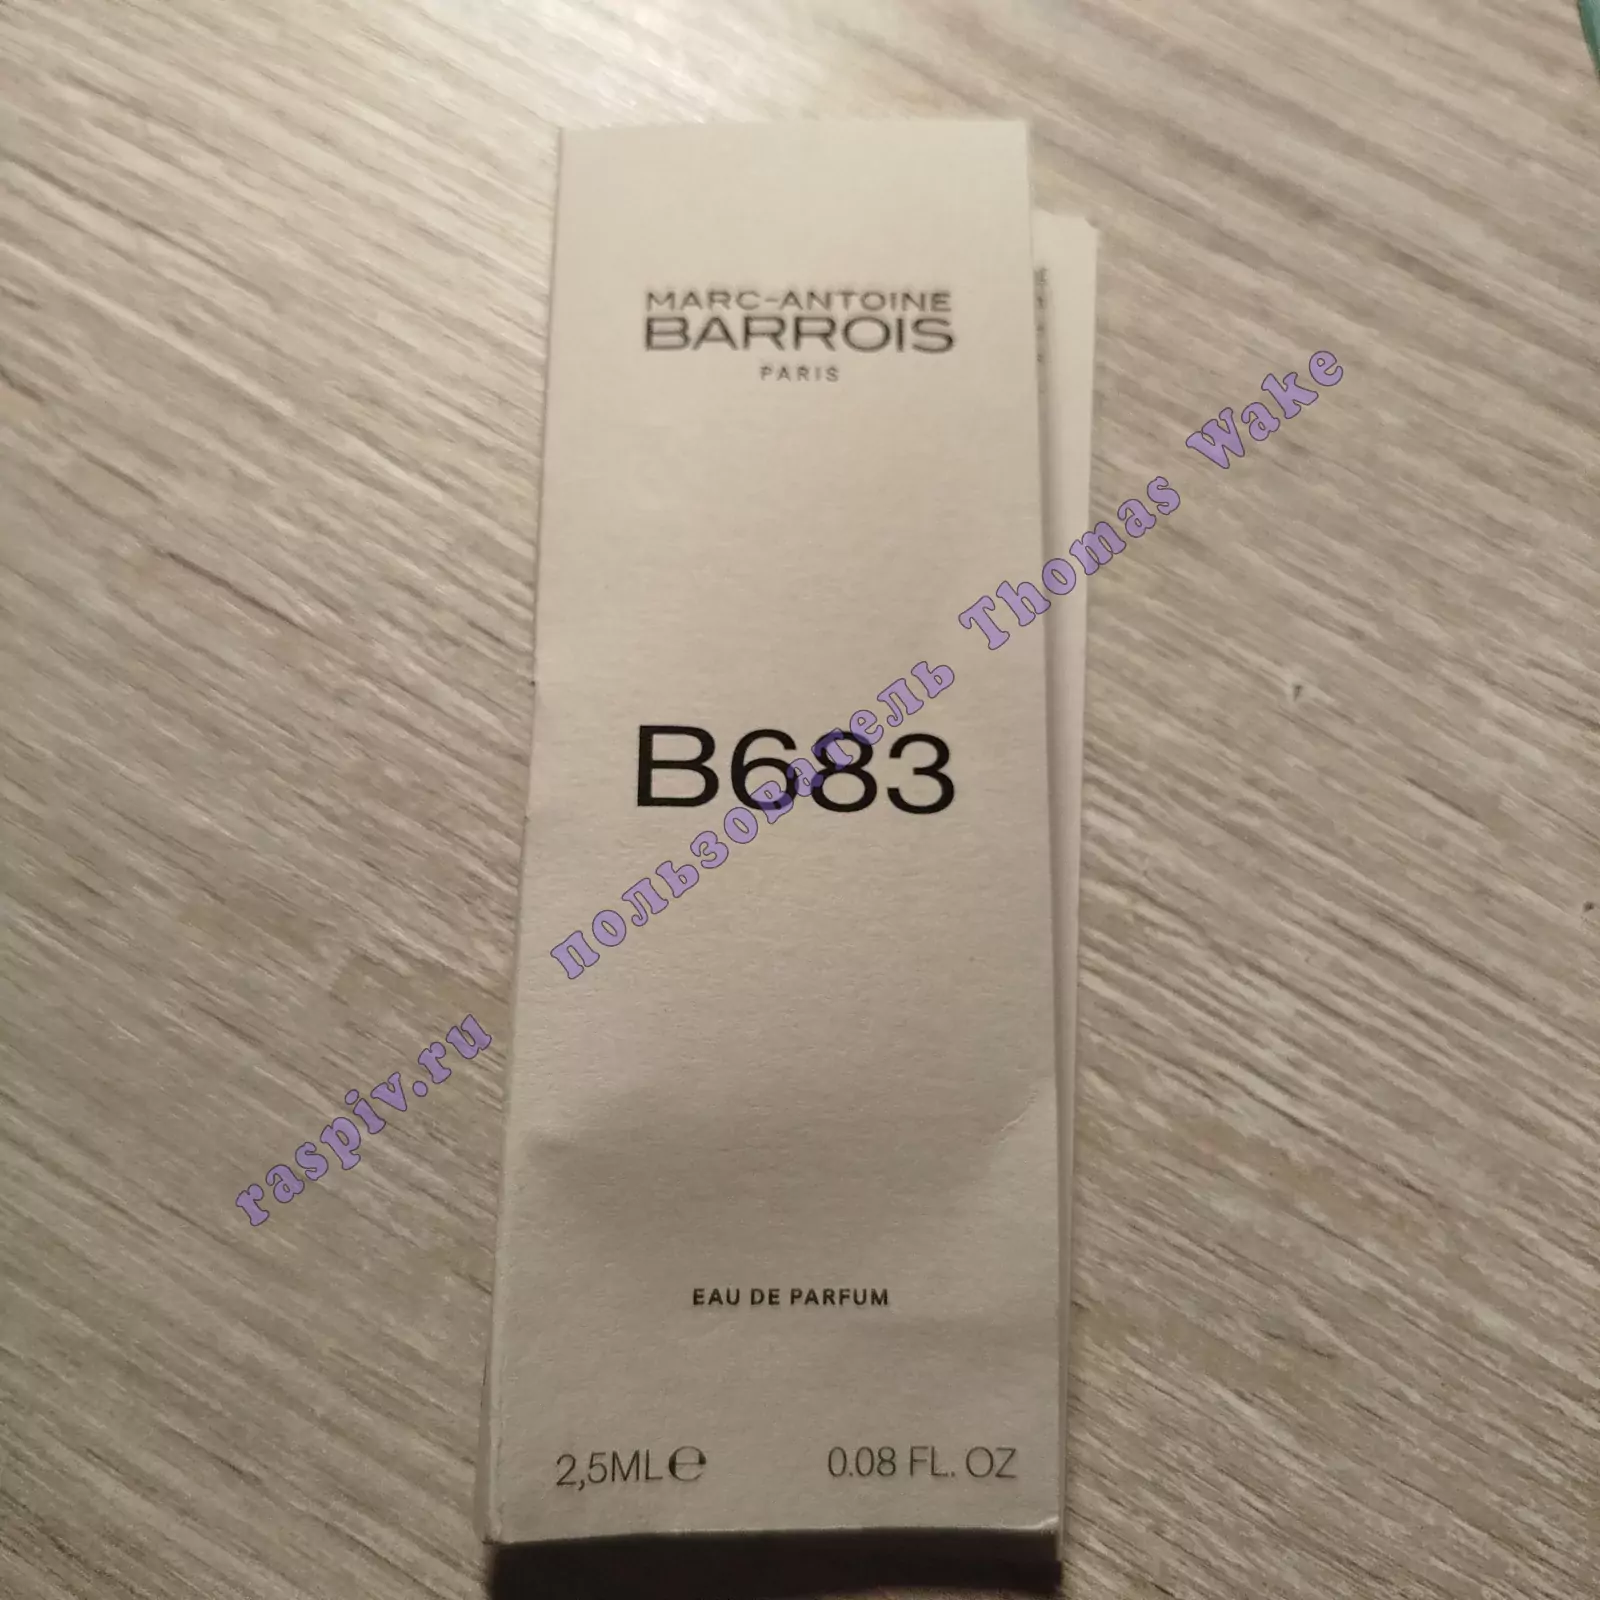 MARC-ANTOINE
BARROIS
PARIS
B683
EAU DE PARFUM
2,5ML℮ 0.08 FL. OZ
raspiv.ru пользователь Thomas Wake